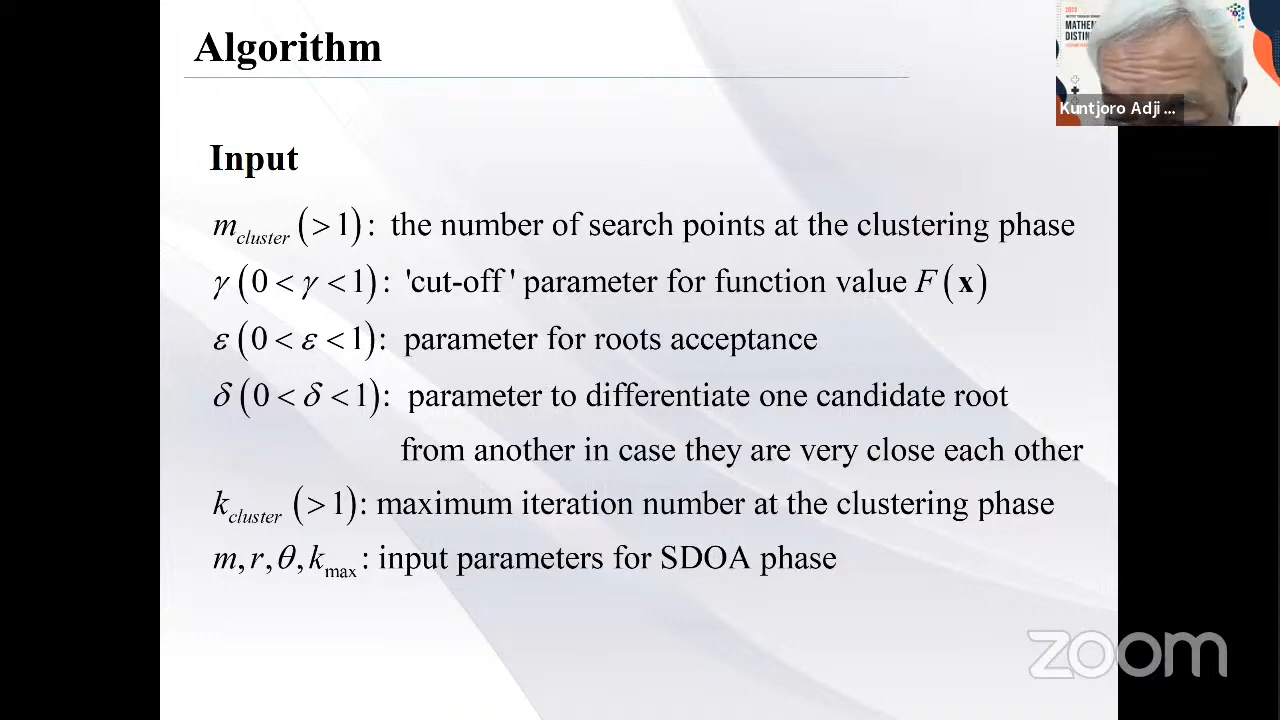 Algorithm
Input
m_cluster (> 1) : the number of search points at the clustering phase
γ (0 < γ < 1) : 'cut-off ' parameter for function value F(x)
ε (0 < ε < 1) : parameter for roots acceptance
δ (0 < δ < 1) : parameter to differentiate one candidate root
from another in case they are very close each other
k_cluster (> 1) : maximum iteration number at the clustering phase
m, r, θ, k_max : input parameters for SDOA phase
2023
MATHEM
DISTIN
Kuntjoro Adji ...
zoom